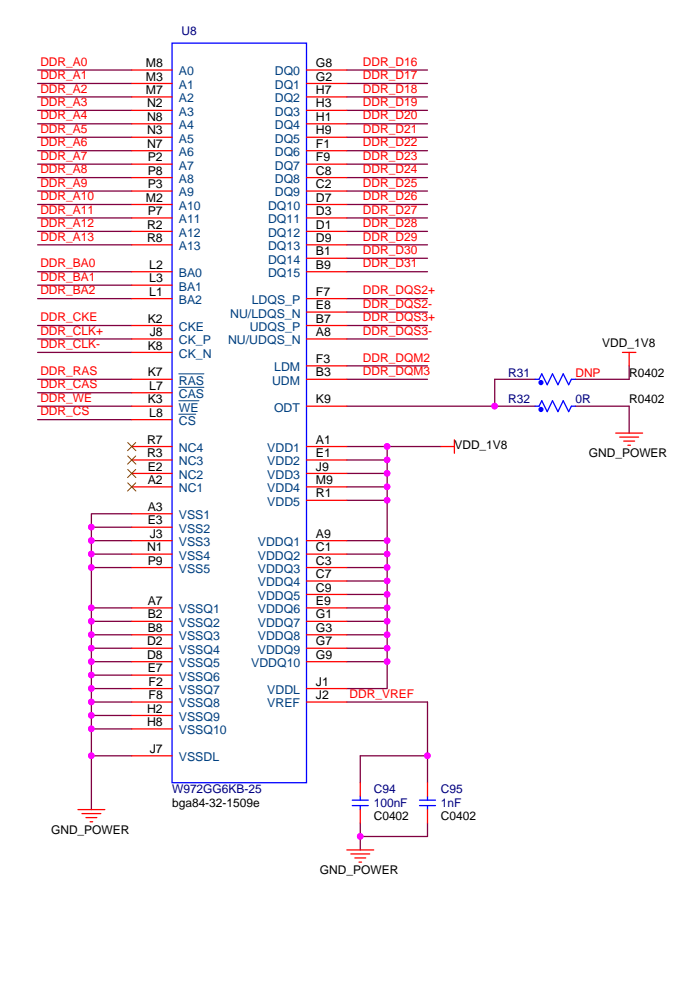 U8
DDR_A0 M8 A0 DQ0 G8 DDR_D16
DDR_A1 M3 A1 DQ1 G2 DDR_D17
DDR_A2 M7 A2 DQ2 H7 DDR_D18
DDR_A3 N2 A3 DQ3 H3 DDR_D19
DDR_A4 N8 A4 DQ4 H1 DDR_D20
DDR_A5 N3 A5 DQ5 H9 DDR_D21
DDR_A6 N7 A6 DQ6 F1 DDR_D22
DDR_A7 P2 A7 DQ7 F9 DDR_D23
DDR_A8 P8 A8 DQ8 C8 DDR_D24
DDR_A9 P3 A9 DQ9 C2 DDR_D25
DDR_A10 M2 A10 DQ10 D7 DDR_D26
DDR_A11 P7 A11 DQ11 D3 DDR_D27
DDR_A12 R2 A12 DQ12 D1 DDR_D28
DDR_A13 R8 A13 DQ13 D9 DDR_D29
DQ14 B1 DDR_D30
DDR_BA0 L2 BA0 DQ15 B9 DDR_D31
DDR_BA1 L3 BA1
DDR_BA2 L1 BA2 LDQS_P F7 DDR_DQS2+
NU/LDQS_N E8 DDR_DQS2-
DDR_CKE K2 CKE UDQS_P B7 DDR_DQS3+
DDR_CLK+ J8 CK_P NU/UDQS_N A8 DDR_DQS3-
DDR_CLK- K8 CK_N
LDM F3 DDR_DQM2
DDR_RAS K7 RAS UDM B3 DDR_DQM3
DDR_CAS L7 CAS
DDR_WE K3 WE ODT K9
DDR_CS L8 CS
VDD_1V8
R31 DNP R0402
R32 0R R0402
GND_POWER
R7 NC4 VDD1 A1 VDD_1V8
R3 NC3 VDD2 E1
E2 NC2 VDD3 J9
A2 NC1 VDD4 M9
VDD5 R1
A3 VSS1
E3 VSS2
J3 VSS3 VDDQ1 A9
N1 VSS4 VDDQ2 C1
P9 VSS5 VDDQ3 C3
VDDQ4 C7
VDDQ5 C9
A7 VSSQ1 VDDQ6 E9
B2 VSSQ2 VDDQ7 G1
B8 VSSQ3 VDDQ8 G3
D2 VSSQ4 VDDQ9 G7
D8 VSSQ5 VDDQ10 G9
E7 VSSQ6
F2 VSSQ7 VDDL J1
F8 VSSQ8 VREF J2 DDR_VREF
H2 VSSQ9
H8 VSSQ10
J7 VSSDL
W972GG6KB-25
bga84-32-1509e
C94
100nF
C0402
C95
1nF
C0402
GND_POWER
GND_POWER